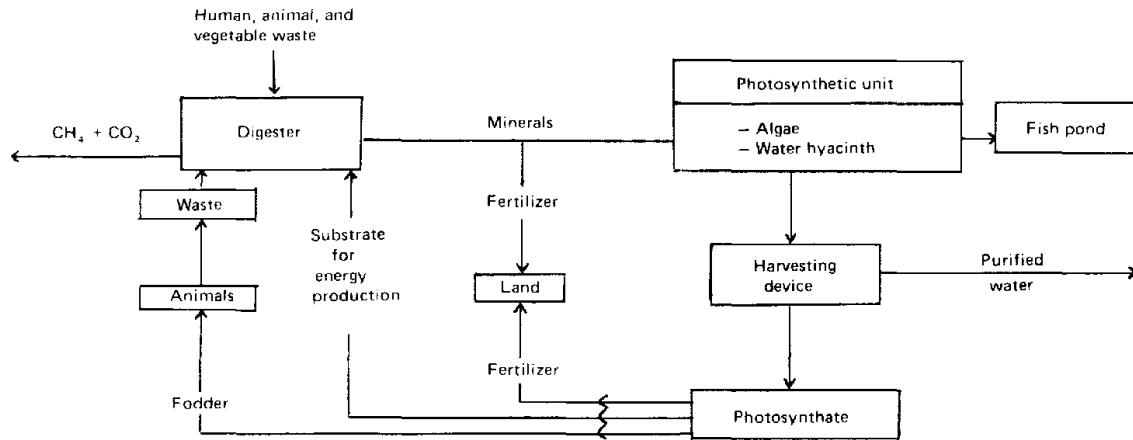 Human, animal, and
vegetable waste
Photosynthetic unit
CH₄ + CO₂
Digester
Minerals
– Algae
– Water hyacinth
Fish pond
Waste
Fertilizer
Substrate
for
energy
production
Harvesting
device
Purified
water
Animals
Land
Fertilizer
Fodder
Photosynthate